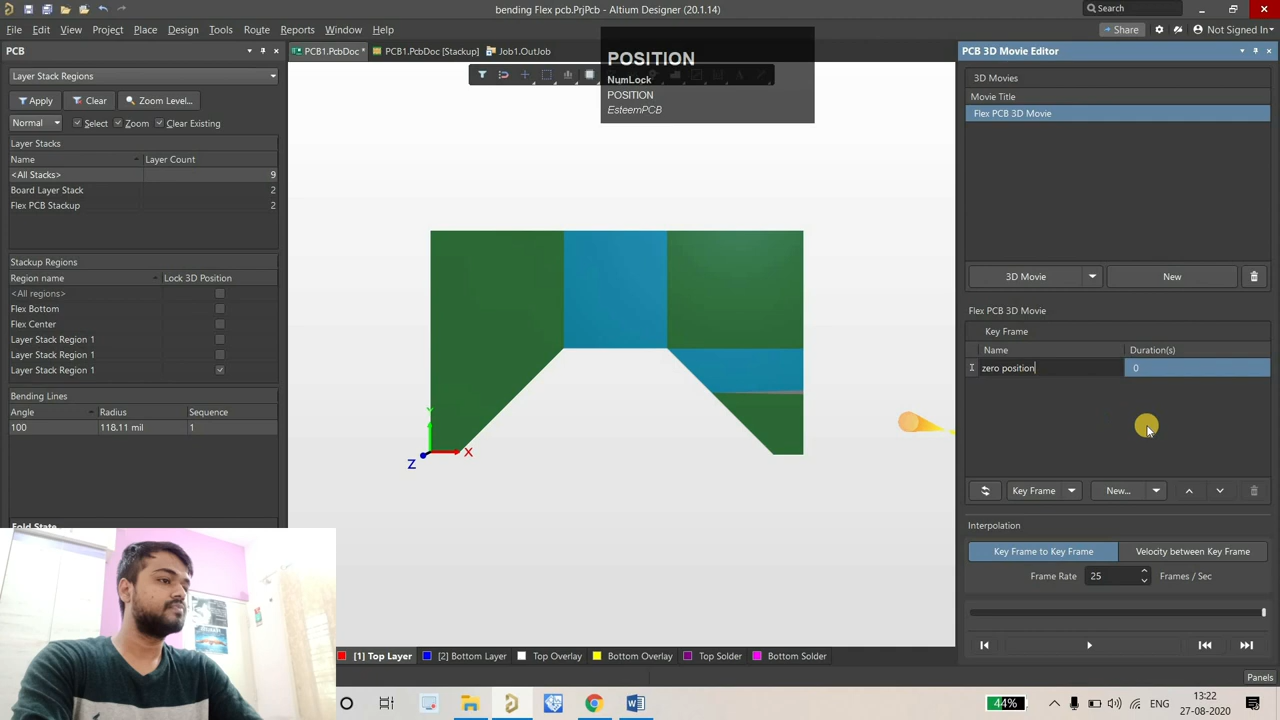 bending Flex pcb.PrjPcb - Altium Designer (20.1.14)
Search
File Edit View Project Place Design Tools Route Reports Window Help
Share
Not Signed In
PCB
PCB1.PcbDoc *
PCB1.PcbDoc [Stackup]
Job1.OutJob
PCB 3D Movie Editor
Layer Stack Regions
Apply
Clear
Zoom Level...
Normal
Select
Zoom
Clear Existing
Layer Stacks
Name Layer Count
<All Stacks> 9
Board Layer Stack 2
Flex PCB Stackup 2
Stackup Regions
Region name Lock 3D Position
<All regions>
Flex Bottom
Flex Center
Layer Stack Region 1
Layer Stack Region 1
Layer Stack Region 1
Bending Lines
Angle Radius Sequence
100 118.11 mil 1
Fold State
POSITION
NumLock
POSITION
EsteemPCB
Y
X
Z
3D Movies
Movie Title
Flex PCB 3D Movie
3D Movie
New
Flex PCB 3D Movie
Key Frame
Name Duration(s)
zero position 0
Key Frame
New...
Interpolation
Key Frame to Key Frame
Velocity between Key Frame
Frame Rate 25 Frames / Sec
[1] Top Layer
[2] Bottom Layer
Top Overlay
Bottom Overlay
Top Solder
Bottom Solder
Panels
44%
ENG
13:22
27-08-2020